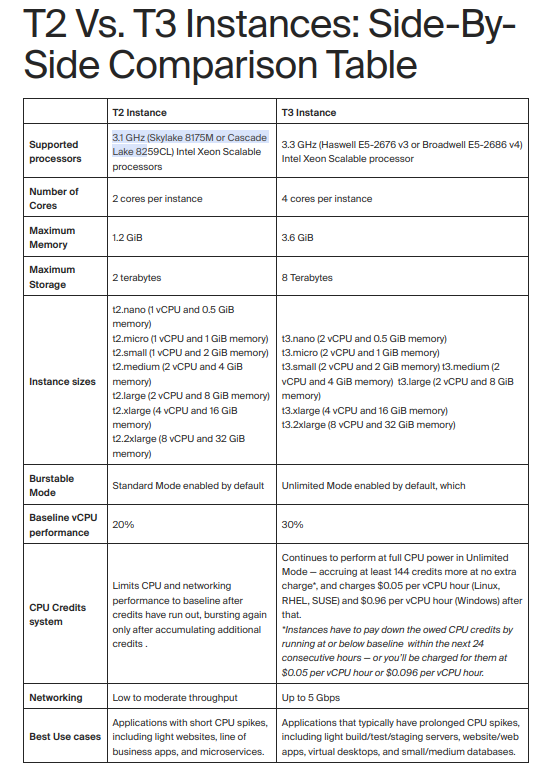 T2 Vs. T3 Instances: Side-By-
Side Comparison Table
T2 Instance
T3 Instance
Supported
processors
3.1 GHz (Skylake 8175M or Cascade
Lake 8259CL) Intel Xeon Scalable
processors
3.3 GHz (Haswell E5-2676 v3 or Broadwell E5-2686 v4)
Intel Xeon Scalable processor
Number of
Cores
2 cores per instance
4 cores per instance
Maximum
Memory
1.2 GiB
3.6 GiB
Maximum
Storage
2 terabytes
8 Terabytes
Instance sizes
t2.nano (1 vCPU and 0.5 GiB
memory)
t2.micro (1 vCPU and 1 GiB memory)
t2.small (1 vCPU and 2 GiB memory)
t2.medium (2 vCPU and 4 GiB
memory)
t2.large (2 vCPU and 8 GiB memory)
t2.xlarge (4 vCPU and 16 GiB
memory)
t2.2xlarge (8 vCPU and 32 GiB
memory)
t3.nano (2 vCPU and 0.5 GiB memory)
t3.micro (2 vCPU and 1 GiB memory)
t3.small (2 vCPU and 2 GiB memory) t3.medium (2
vCPU and 4 GiB memory) t3.large (2 vCPU and 8 GiB
memory)
t3.xlarge (4 vCPU and 16 GiB memory)
t3.2xlarge (8 vCPU and 32 GiB memory)
Burstable
Mode
Standard Mode enabled by default
Unlimited Mode enabled by default, which
Baseline vCPU
performance
20%
30%
CPU Credits
system
Limits CPU and networking
performance to baseline after
credits have run out, bursting again
only after accumulating additional
credits .
Continues to perform at full CPU power in Unlimited
Mode — accruing at least 144 credits more at no extra
charge*, and charges $0.05 per vCPU hour (Linux,
RHEL, SUSE) and $0.96 per vCPU hour (Windows) after
that.
*Instances have to pay down the owed CPU credits by
running at or below baseline within the next 24
consecutive hours — or you'll be charged for them at
$0.05 per vCPU hour or $0.096 per vCPU hour.
Networking
Low to moderate throughput
Up to 5 Gbps
Best Use cases
Applications with short CPU spikes,
including light websites, line of
business apps, and microservices.
Applications that typically have prolonged CPU spikes,
including light build/test/staging servers, website/web
apps, virtual desktops, and small/medium databases.